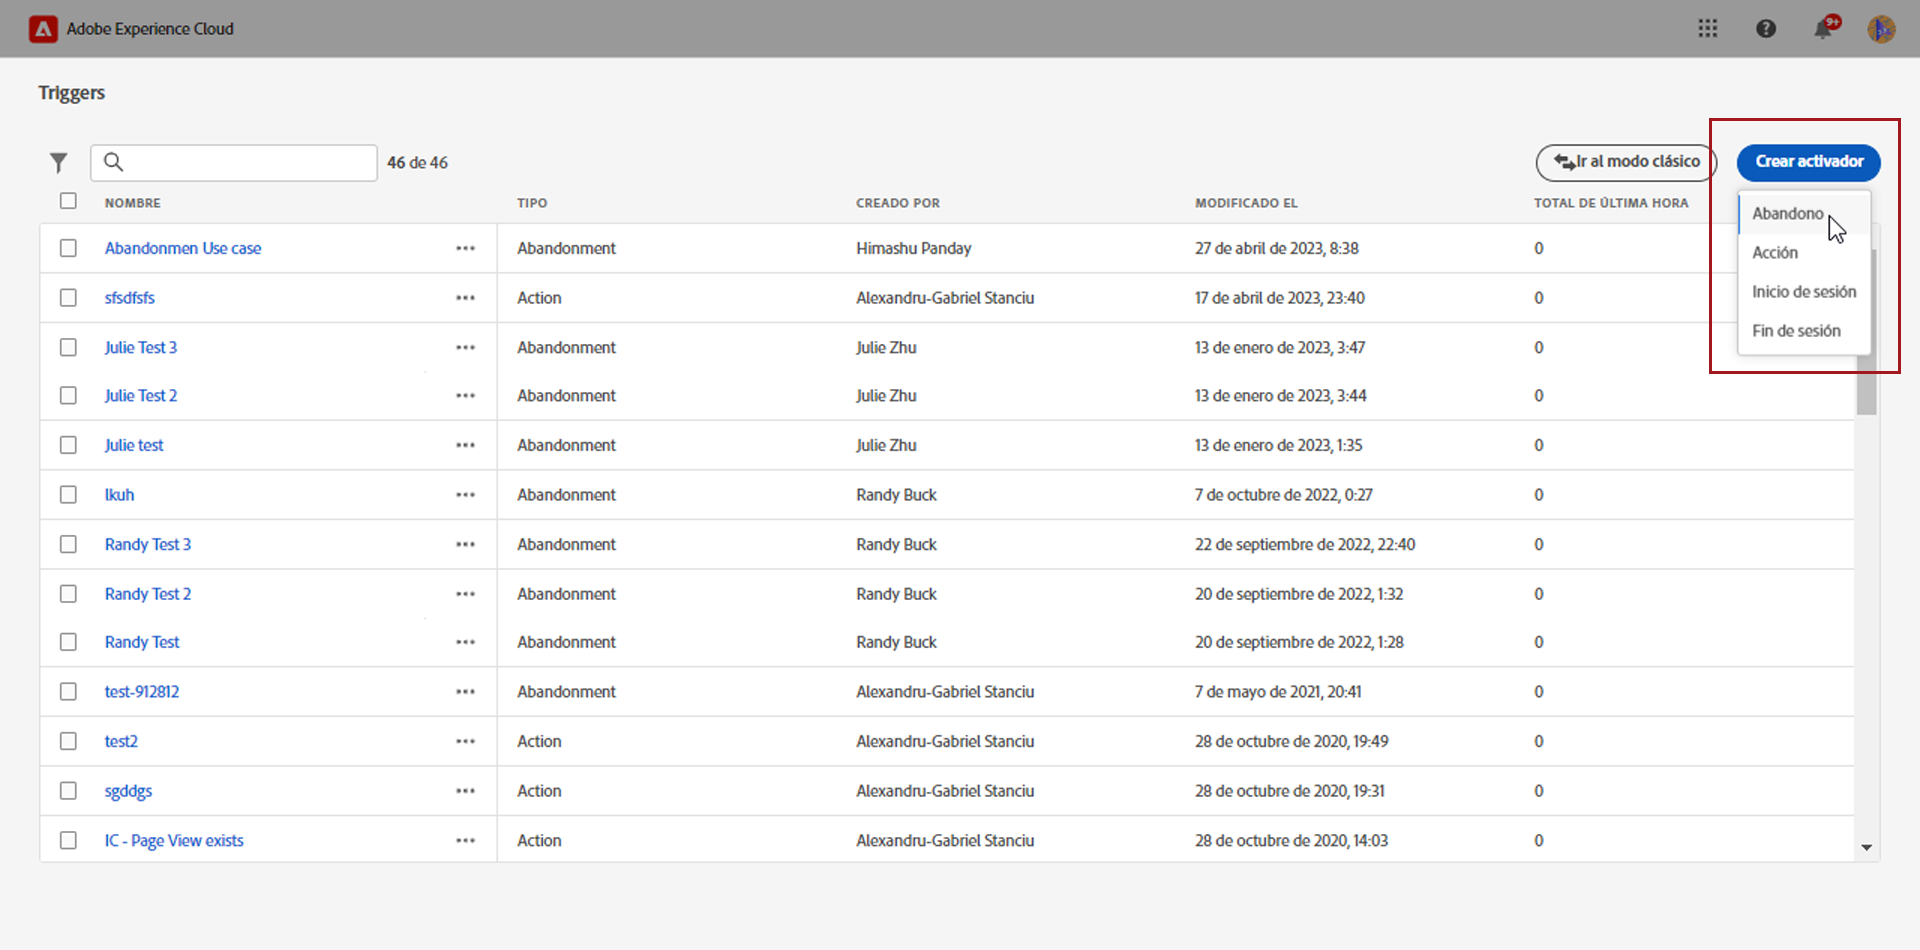 Adobe Experience Cloud
9+
Triggers
46 de 46
Ir al modo clásico
Crear activador
NOMBRE TIPO CREADO POR MODIFICADO EL TOTAL DE ÚLTIMA HORA
Abandono
Acción
Inicio de sesión
Fin de sesión
Abandonmen Use case ••• Abandonment Himashu Panday 27 de abril de 2023, 8:38 0
sfsdfsfs ••• Action Alexandru-Gabriel Stanciu 17 de abril de 2023, 23:40 0
Julie Test 3 ••• Abandonment Julie Zhu 13 de enero de 2023, 3:47 0
Julie Test 2 ••• Abandonment Julie Zhu 13 de enero de 2023, 3:44 0
Julie test ••• Abandonment Julie Zhu 13 de enero de 2023, 1:35 0
lkuh ••• Abandonment Randy Buck 7 de octubre de 2022, 0:27 0
Randy Test 3 ••• Abandonment Randy Buck 22 de septiembre de 2022, 22:40 0
Randy Test 2 ••• Abandonment Randy Buck 20 de septiembre de 2022, 1:32 0
Randy Test ••• Abandonment Randy Buck 20 de septiembre de 2022, 1:28 0
test-912812 ••• Abandonment Alexandru-Gabriel Stanciu 7 de mayo de 2021, 20:41 0
test2 ••• Action Alexandru-Gabriel Stanciu 28 de octubre de 2020, 19:49 0
sgddgs ••• Action Alexandru-Gabriel Stanciu 28 de octubre de 2020, 19:31 0
IC - Page View exists ••• Action Alexandru-Gabriel Stanciu 28 de octubre de 2020, 14:03 0